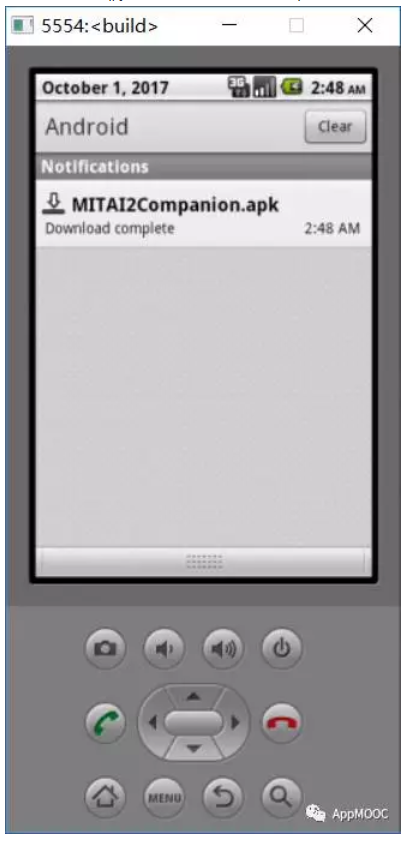 5554:<build>
October 1, 2017 3G 2:48 AM
Android Clear
Notifications
MITAI2Companion.apk
Download complete 2:48 AM
MENU
AppMOOC